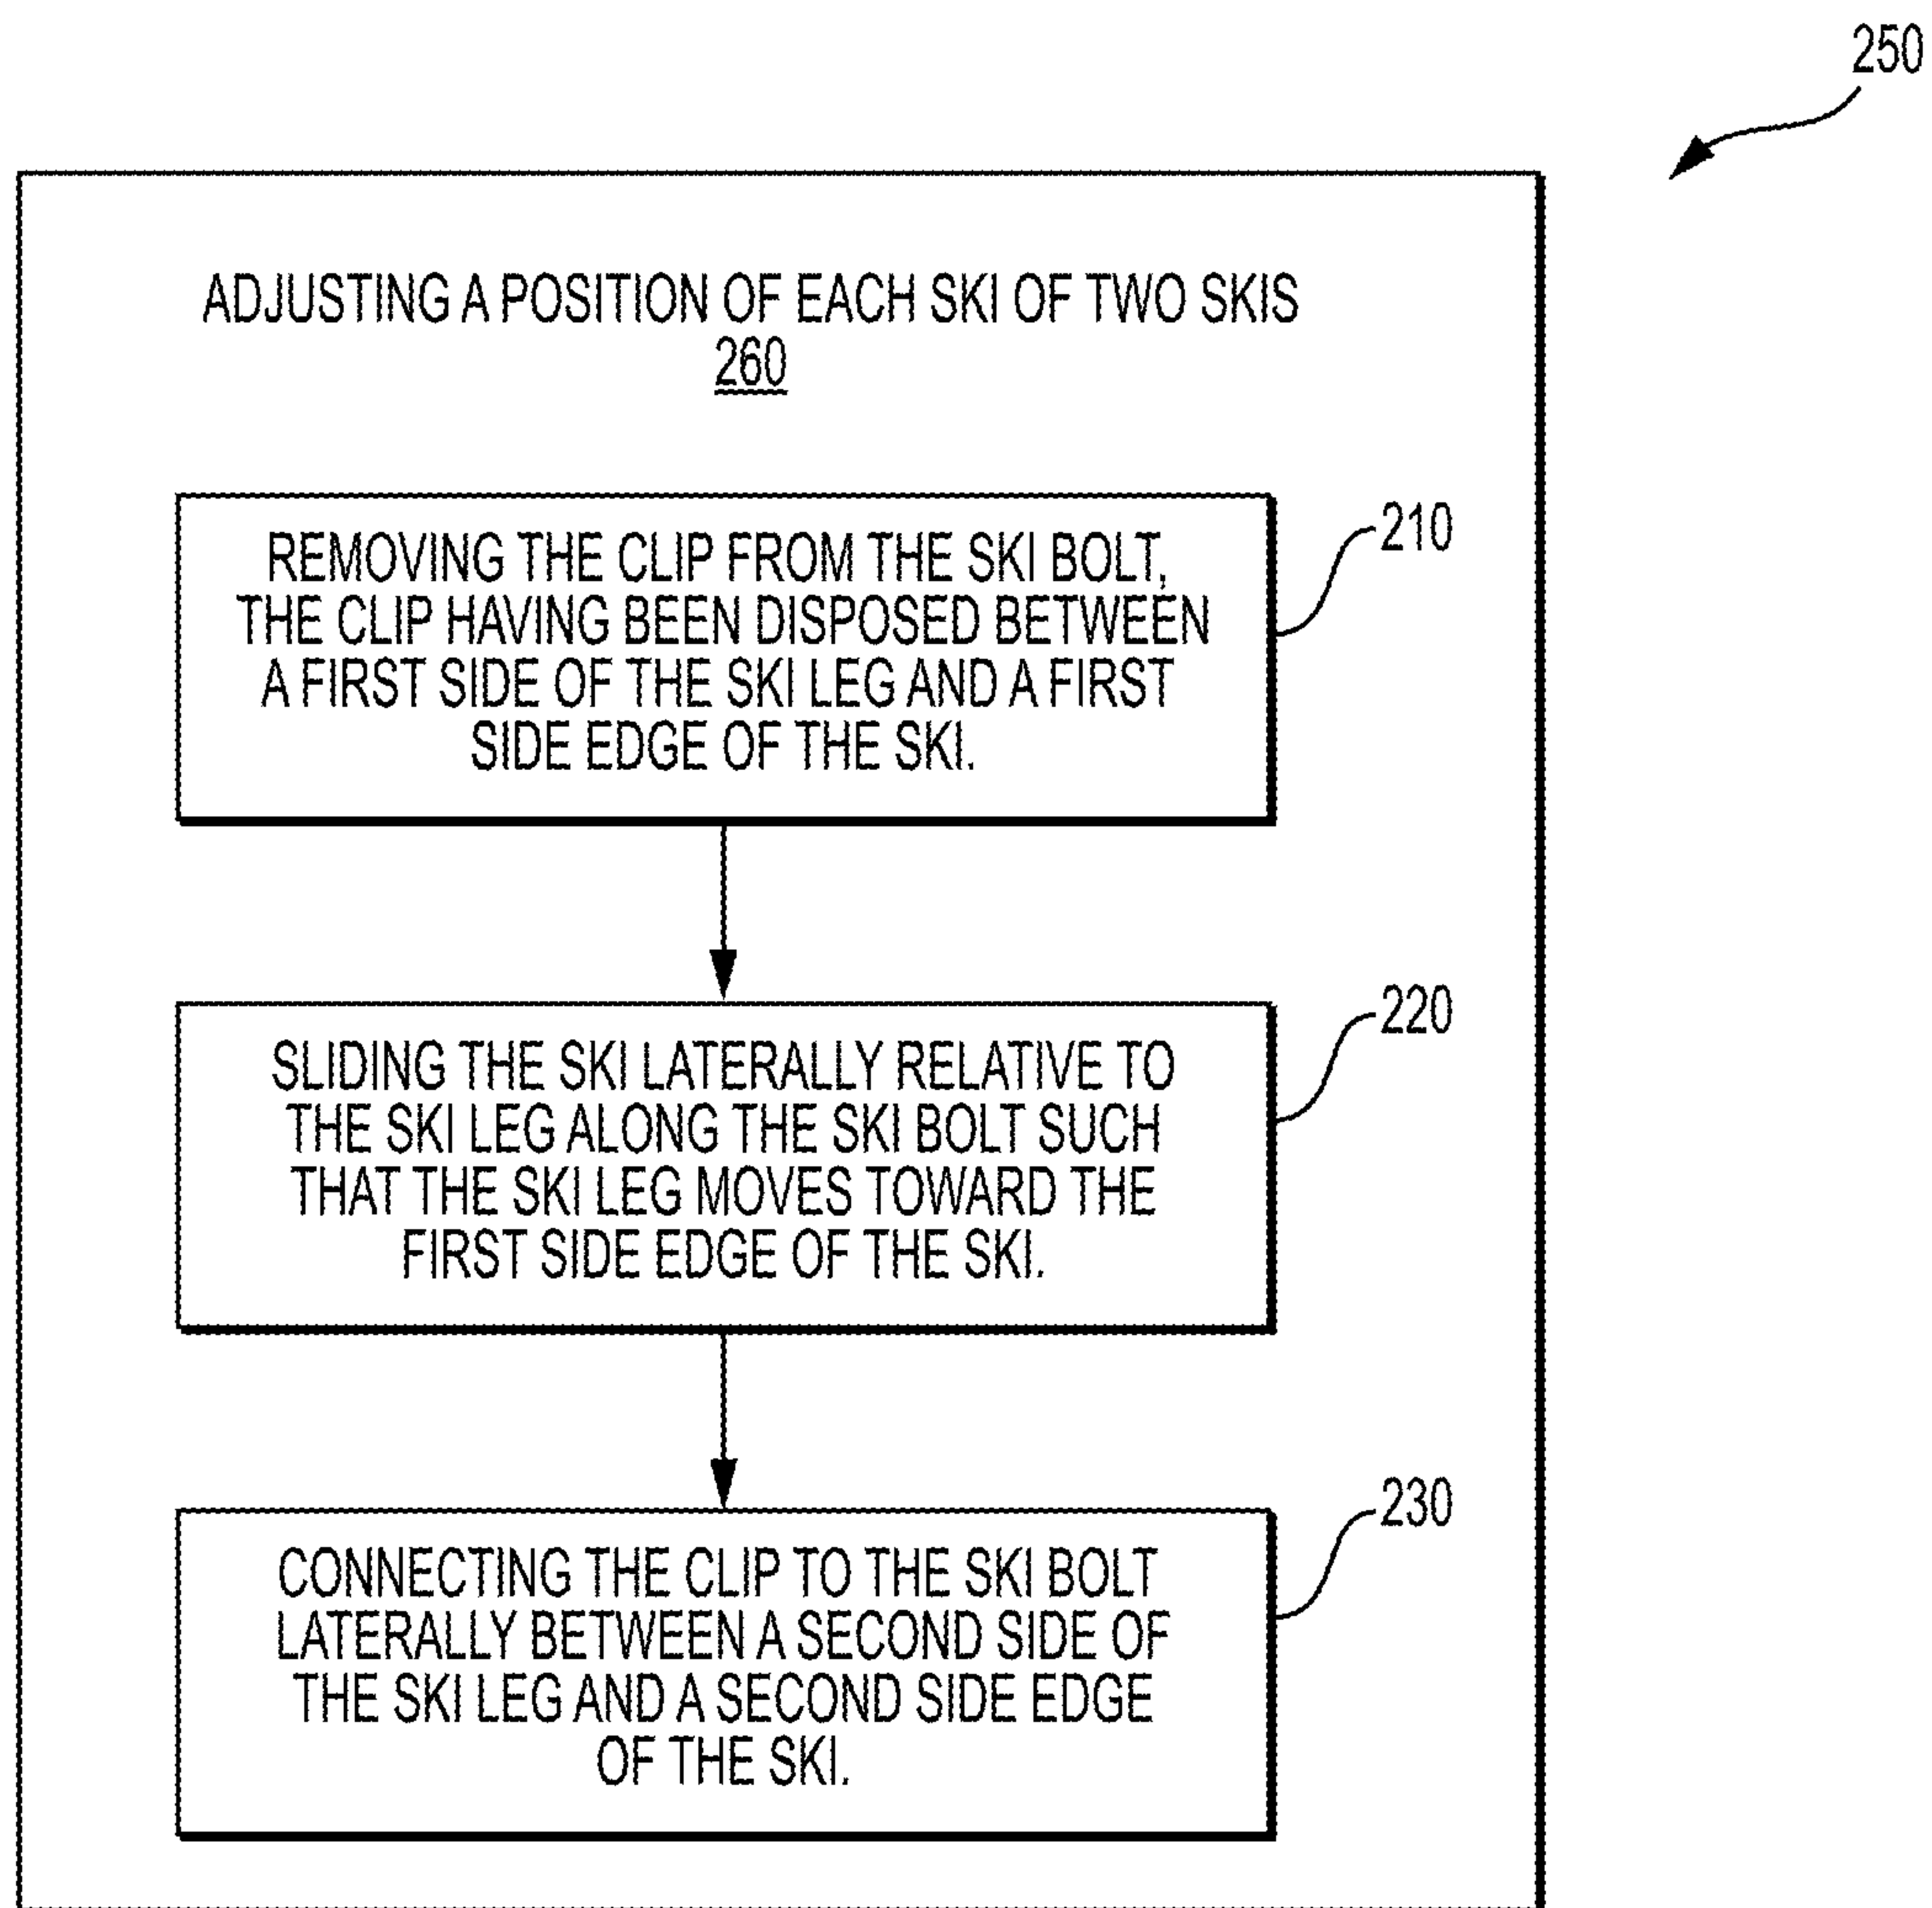 250
ADJUSTING A POSITION OF EACH SKI OF TWO SKIS
260
REMOVING THE CLIP FROM THE SKI BOLT,
THE CLIP HAVING BEEN DISPOSED BETWEEN
A FIRST SIDE OF THE SKI LEG AND A FIRST
SIDE EDGE OF THE SKI.
210
SLIDING THE SKI LATERALLY RELATIVE TO
THE SKI LEG ALONG THE SKI BOLT SUCH
THAT THE SKI LEG MOVES TOWARD THE
FIRST SIDE EDGE OF THE SKI.
220
CONNECTING THE CLIP TO THE SKI BOLT
LATERALLY BETWEEN A SECOND SIDE OF
THE SKI LEG AND A SECOND SIDE EDGE
OF THE SKI.
230